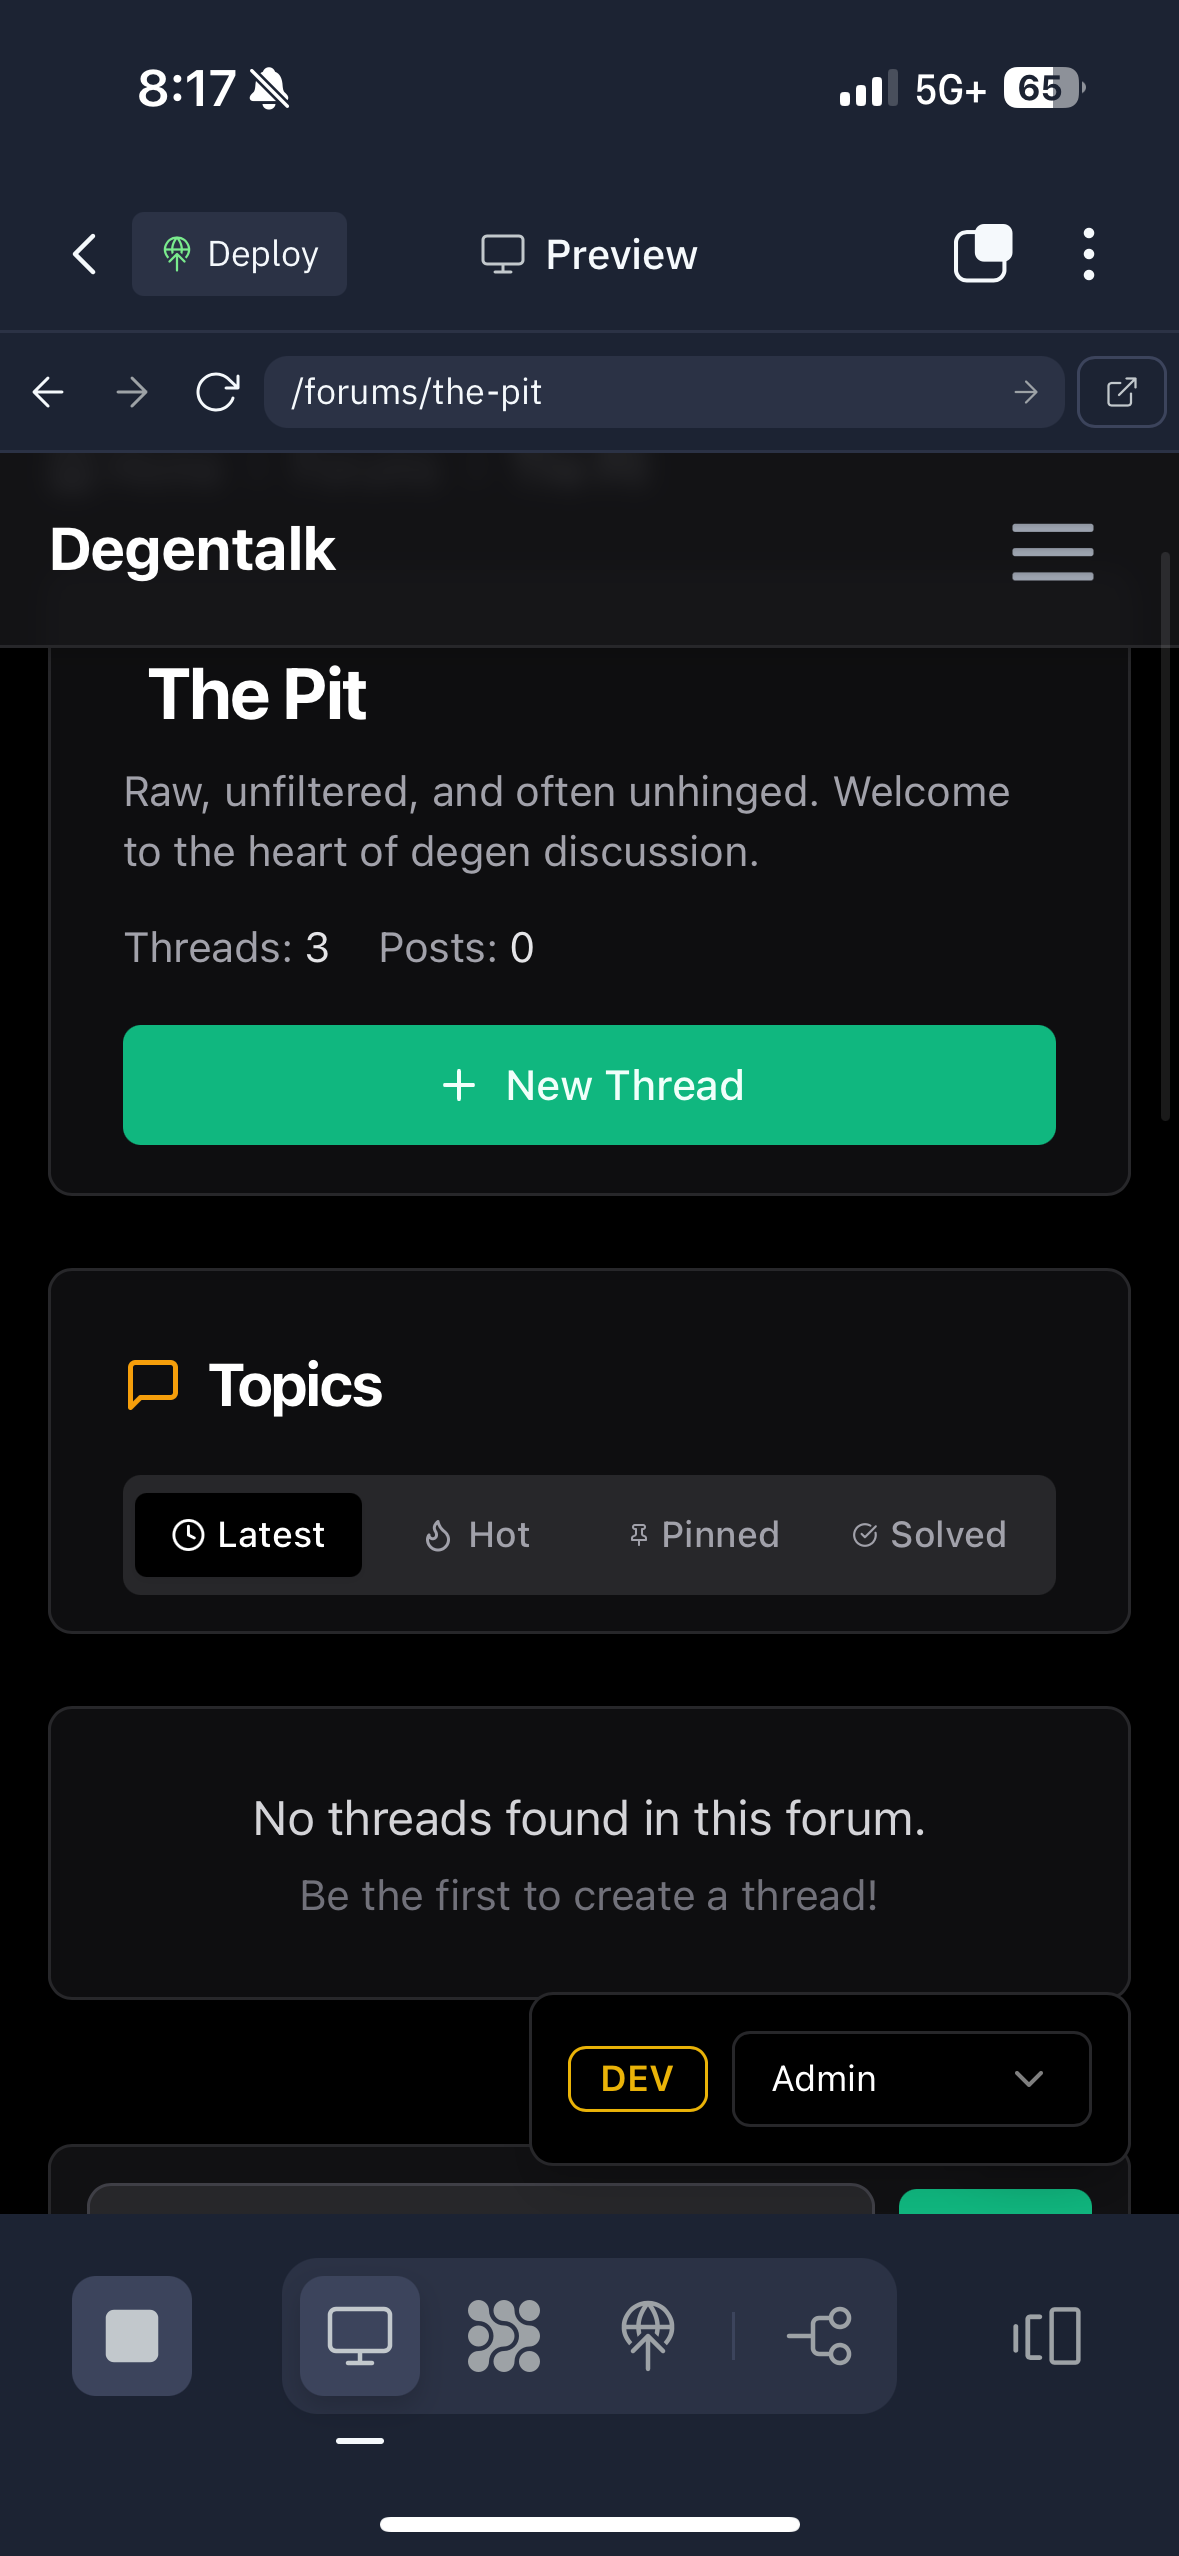 8:17
5G+
65
Deploy
Preview
/forums/the-pit
Degentalk
The Pit
Raw, unfiltered, and often unhinged. Welcome
to the heart of degen discussion.
Threads: 3 Posts: 0
New Thread
Topics
Latest
Hot
Pinned
Solved
No threads found in this forum.
Be the first to create a thread!
DEV
Admin